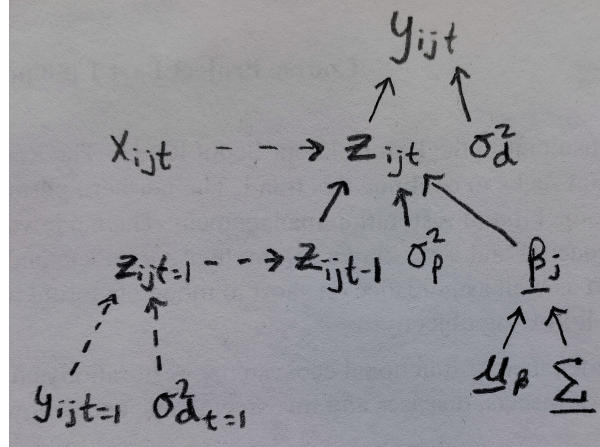 y_ijt
x_ijt --> z_ijt σ²_d
z_ijt=1 --> z_ijt-1 σ²_p β_j
y_ijt=1 σ²_d_t=1 μ_β Σ